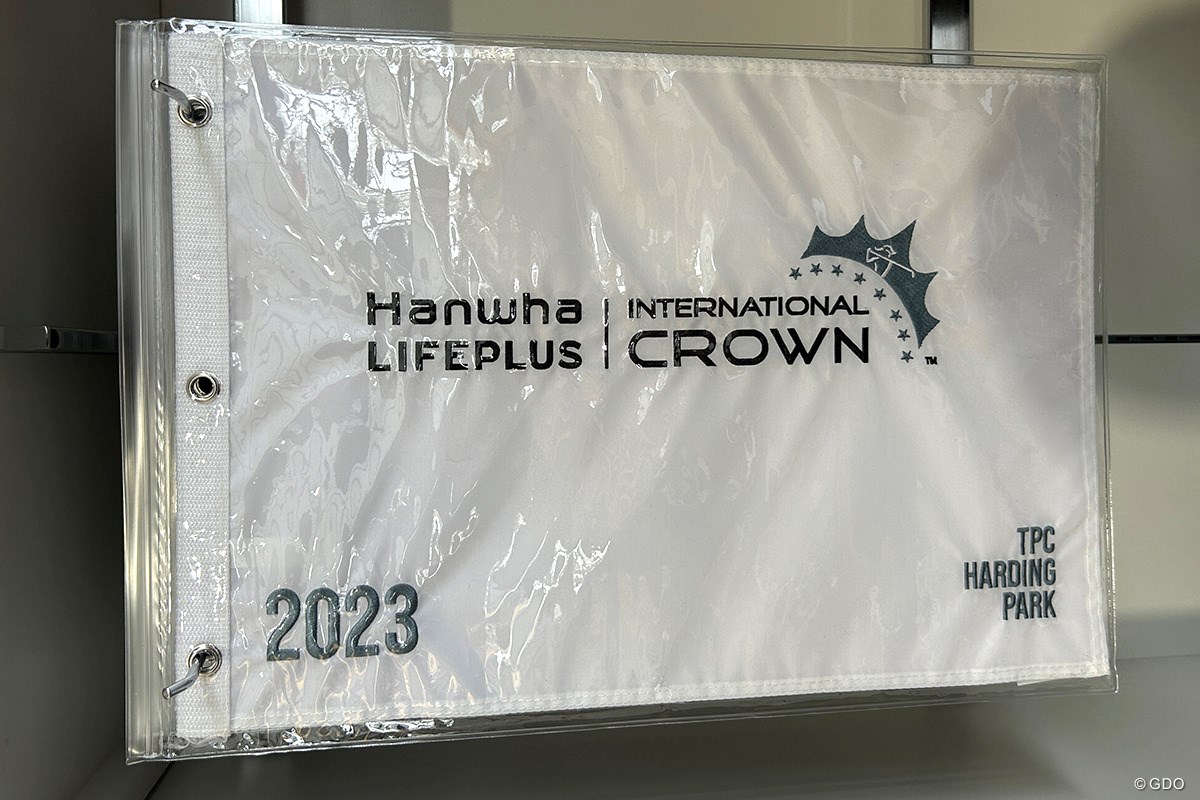 Hanwha
LIFEPLUS
INTERNATIONAL
CROWN
TM
2023
TPC
HARDING
PARK
© GDO